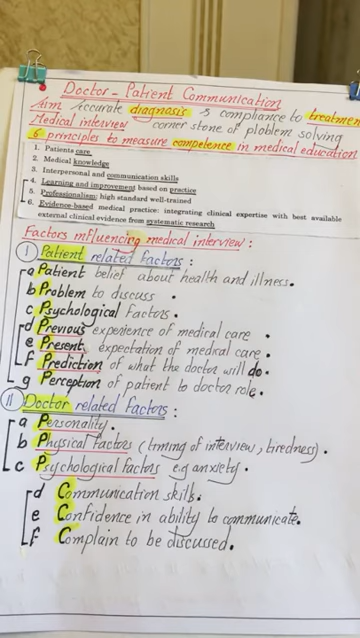 Doctor - Patient Communication
Aim Accurate diagnosis & compliance to treatmen
Medical interview corner stone of ploblem solving
6 principles to measure competence in medical education
1. Patients care.
2. Medical knowledge
3. Interpersonal and communication skills
4. Learning and improvement based on practice
5. Professionalism: high standard well-trained
6. Evidence-based medical practice: integrating clinical expertise with best available
external clinical evidence from systematic research
Factors mfluencing medical interview:
I Patient related factors:
a Patient belief about health and illness.
b Problem to discuss.
c Psychological Factors.
d Previous experience of medical care.
e Present expectation of medical care.
f Prediction of what the doctor will do.
g Perception of patient to doctor role.
II Doctor related factors:
a Personality.
b Physical factors (timing of interview, tiredness).
c Psychological factors e.g anxiety.
d Communication skills.
e Confidence in ability to communicate.
f Complain to be discussed.